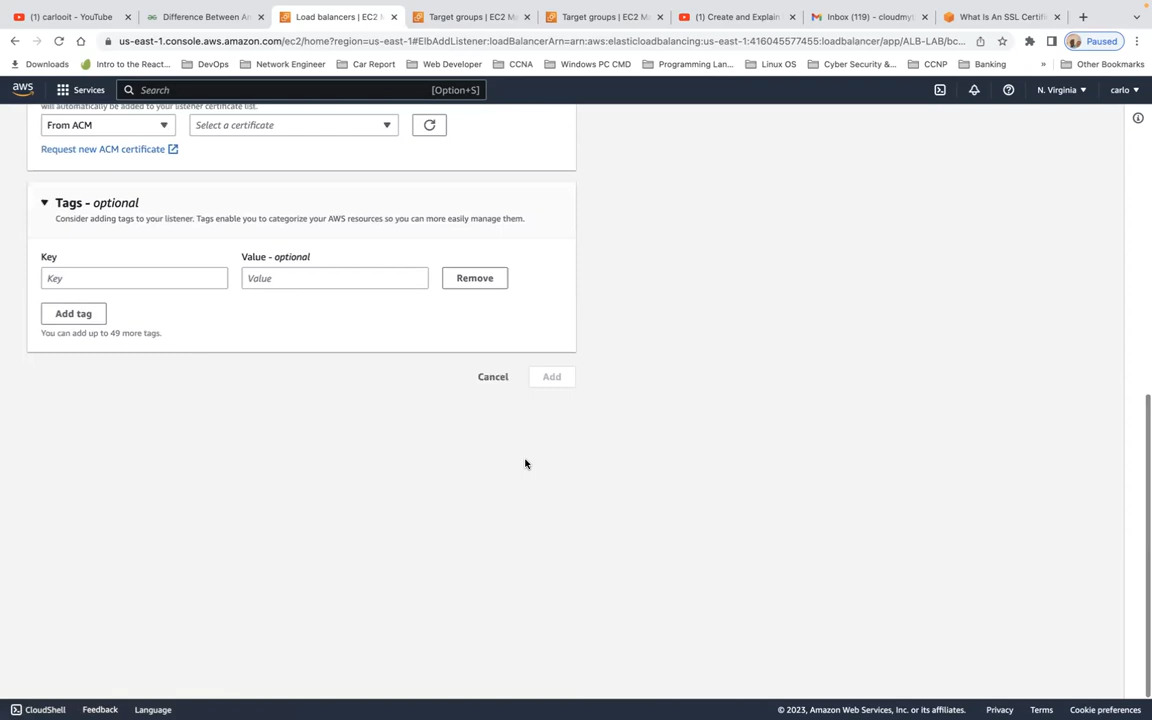 (1) carlooit - YouTube
Difference Between An
Load balancers | EC2 M
Target groups | EC2 Ma
Target groups | EC2 Ma
(1) Create and Explain
Inbox (119) - cloudmys
What Is An SSL Certific
us-east-1.console.aws.amazon.com/ec2/home?region=us-east-1#ElbAddListener:loadBalancerArn=arn:aws:elasticloadbalancing:us-east-1:416045577455:loadbalancer/app/ALB-LAB/bc...
Paused
Downloads
Intro to the React...
DevOps
Network Engineer
Car Report
Web Developer
CCNA
Windows PC CMD
Programming Lan...
Linux OS
Cyber Security &...
CCNP
Banking
»
Other Bookmarks
aws
Services
Search
[Option+S]
N. Virginia
carlo
will automatically be added to your listener certificate list.
From ACM
Select a certificate
Request new ACM certificate
Tags - optional
Consider adding tags to your listener. Tags enable you to categorize your AWS resources so you can more easily manage them.
Key
Value - optional
Key
Value
Remove
Add tag
You can add up to 49 more tags.
Cancel
Add
CloudShell
Feedback
Language
© 2023, Amazon Web Services, Inc. or its affiliates.
Privacy
Terms
Cookie preferences